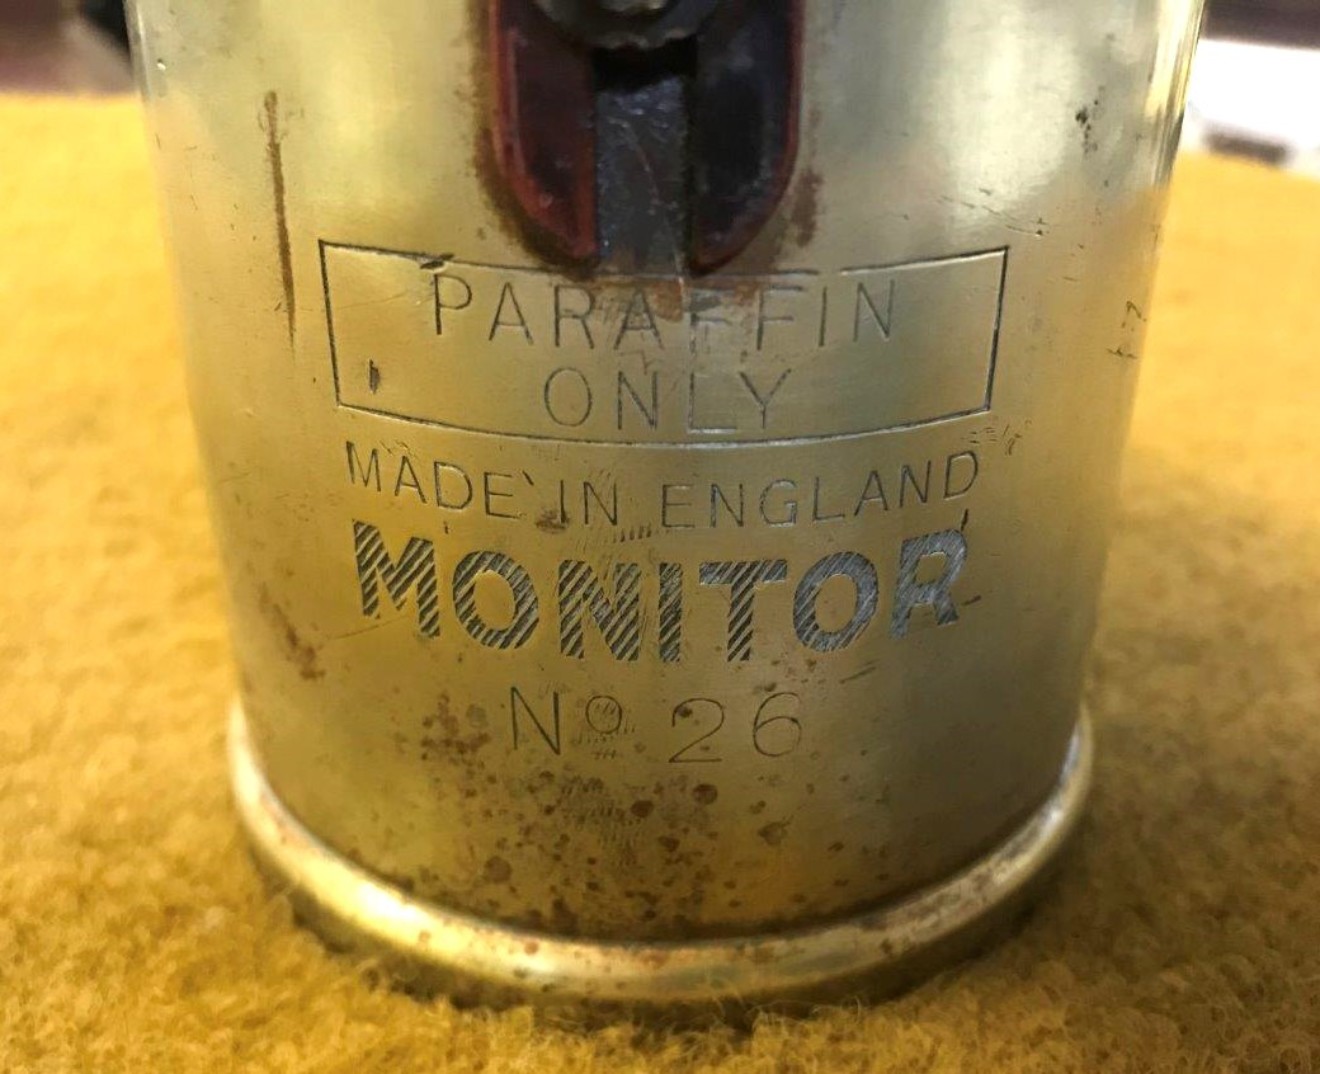 PARAFFIN
ONLY
MADE IN ENGLAND
MONITOR
Nº 26